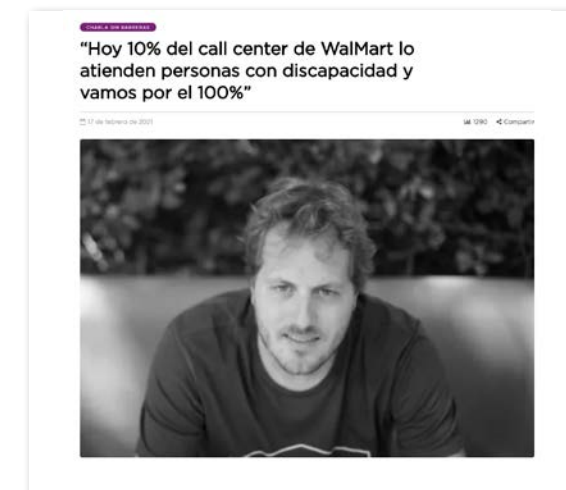 CHARLA SIN BARRERAS
“Hoy 10% del call center de WalMart lo
atienden personas con discapacidad y
vamos por el 100%”
17 de febrero de 2021
1290 Compartir